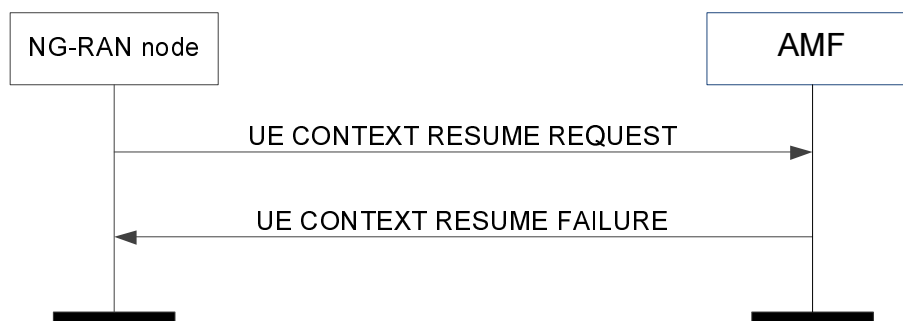 NG-RAN node
AMF
UE CONTEXT RESUME REQUEST
UE CONTEXT RESUME FAILURE